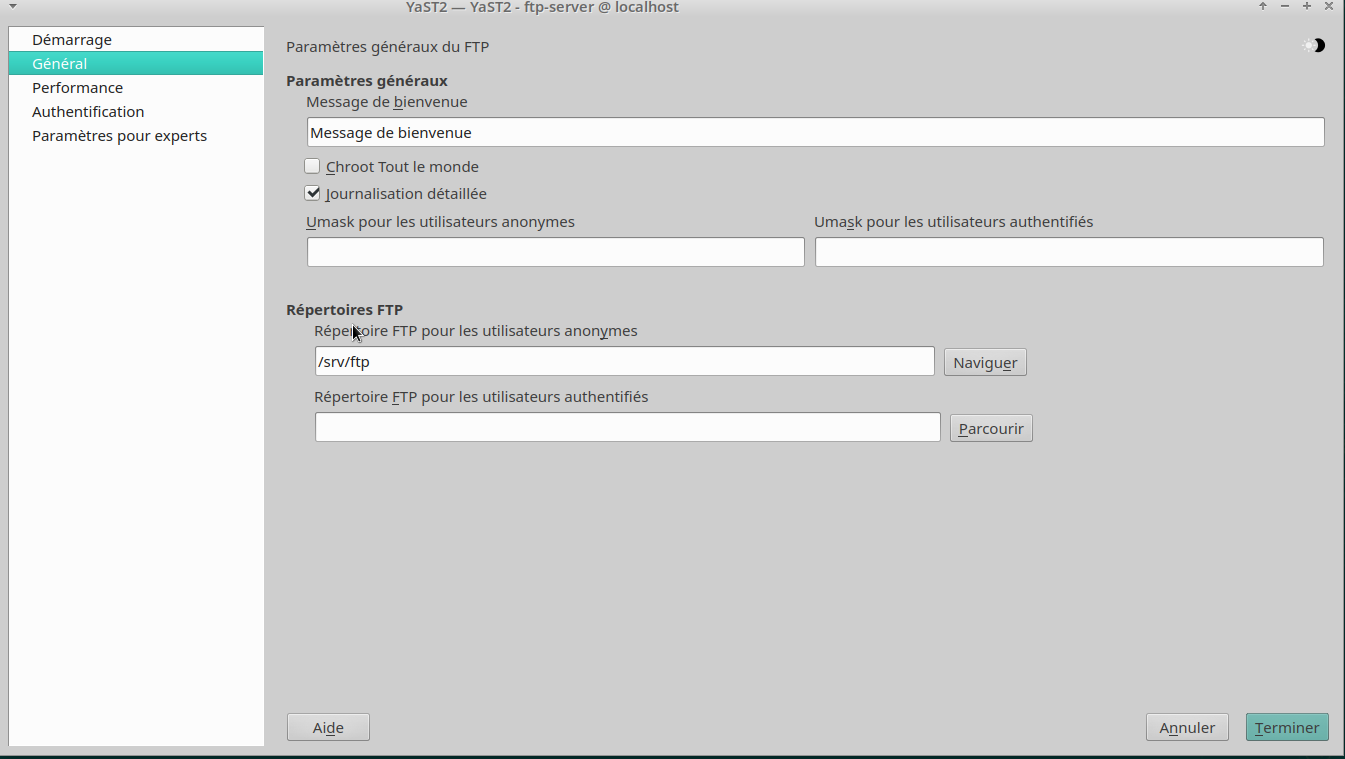 YaST2 — YaST2 - ftp-server @ localhost
Démarrage
Général
Performance
Authentification
Paramètres pour experts
Paramètres généraux du FTP
Paramètres généraux
Message de bienvenue
Message de bienvenue
Chroot Tout le monde
Journalisation détaillée
Umask pour les utilisateurs anonymes
Umask pour les utilisateurs authentifiés
Répertoires FTP
Répertoire FTP pour les utilisateurs anonymes
/srv/ftp
Naviguer
Répertoire FTP pour les utilisateurs authentifiés
Parcourir
Aide
Annuler
Terminer